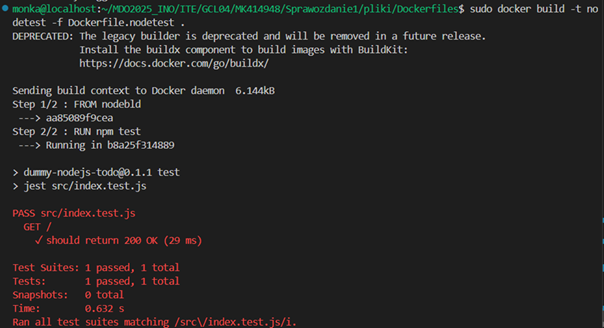 monka@localhost:~/MDO2025_INO/ITE/GCL04/MK414948/Sprawozdanie1/pliki/Dockerfiles$ sudo docker build -t no
detest -f Dockerfile.nodetest .
DEPRECATED: The legacy builder is deprecated and will be removed in a future release.
Install the buildx component to build images with BuildKit:
https://docs.docker.com/go/buildx/
Sending build context to Docker daemon 6.144kB
Step 1/2 : FROM nodebld
---> aa85089f9cea
Step 2/2 : RUN npm test
---> Running in b8a25f314889
> dummy-nodejs-todo@0.1.1 test
> jest src/index.test.js
PASS src/index.test.js
GET /
√ should return 200 OK (29 ms)
Test Suites: 1 passed, 1 total
Tests: 1 passed, 1 total
Snapshots: 0 total
Time: 0.632 s
Ran all test suites matching /src\/index.test.js/i.